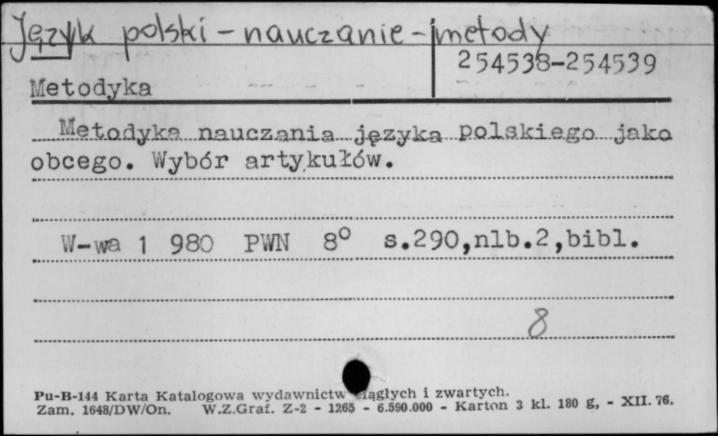 Język polski - nauczanie - metody
254538-254539
Metodyka
Metodyka nauczania języka polskiego jako
obcego. Wybór artykułów.
W-wa 1 980 PWN 8° s.290,nlb.2,bibl.
8
Pu-B-144 Karta Katalogowa wydawnictw ciągłych i zwartych.
Zam. 1648/DW/On. W.Z.Graf. Z-2 - 1265 - 6.590.000 - Karton 3 kl. 180 g, - XII. 76.